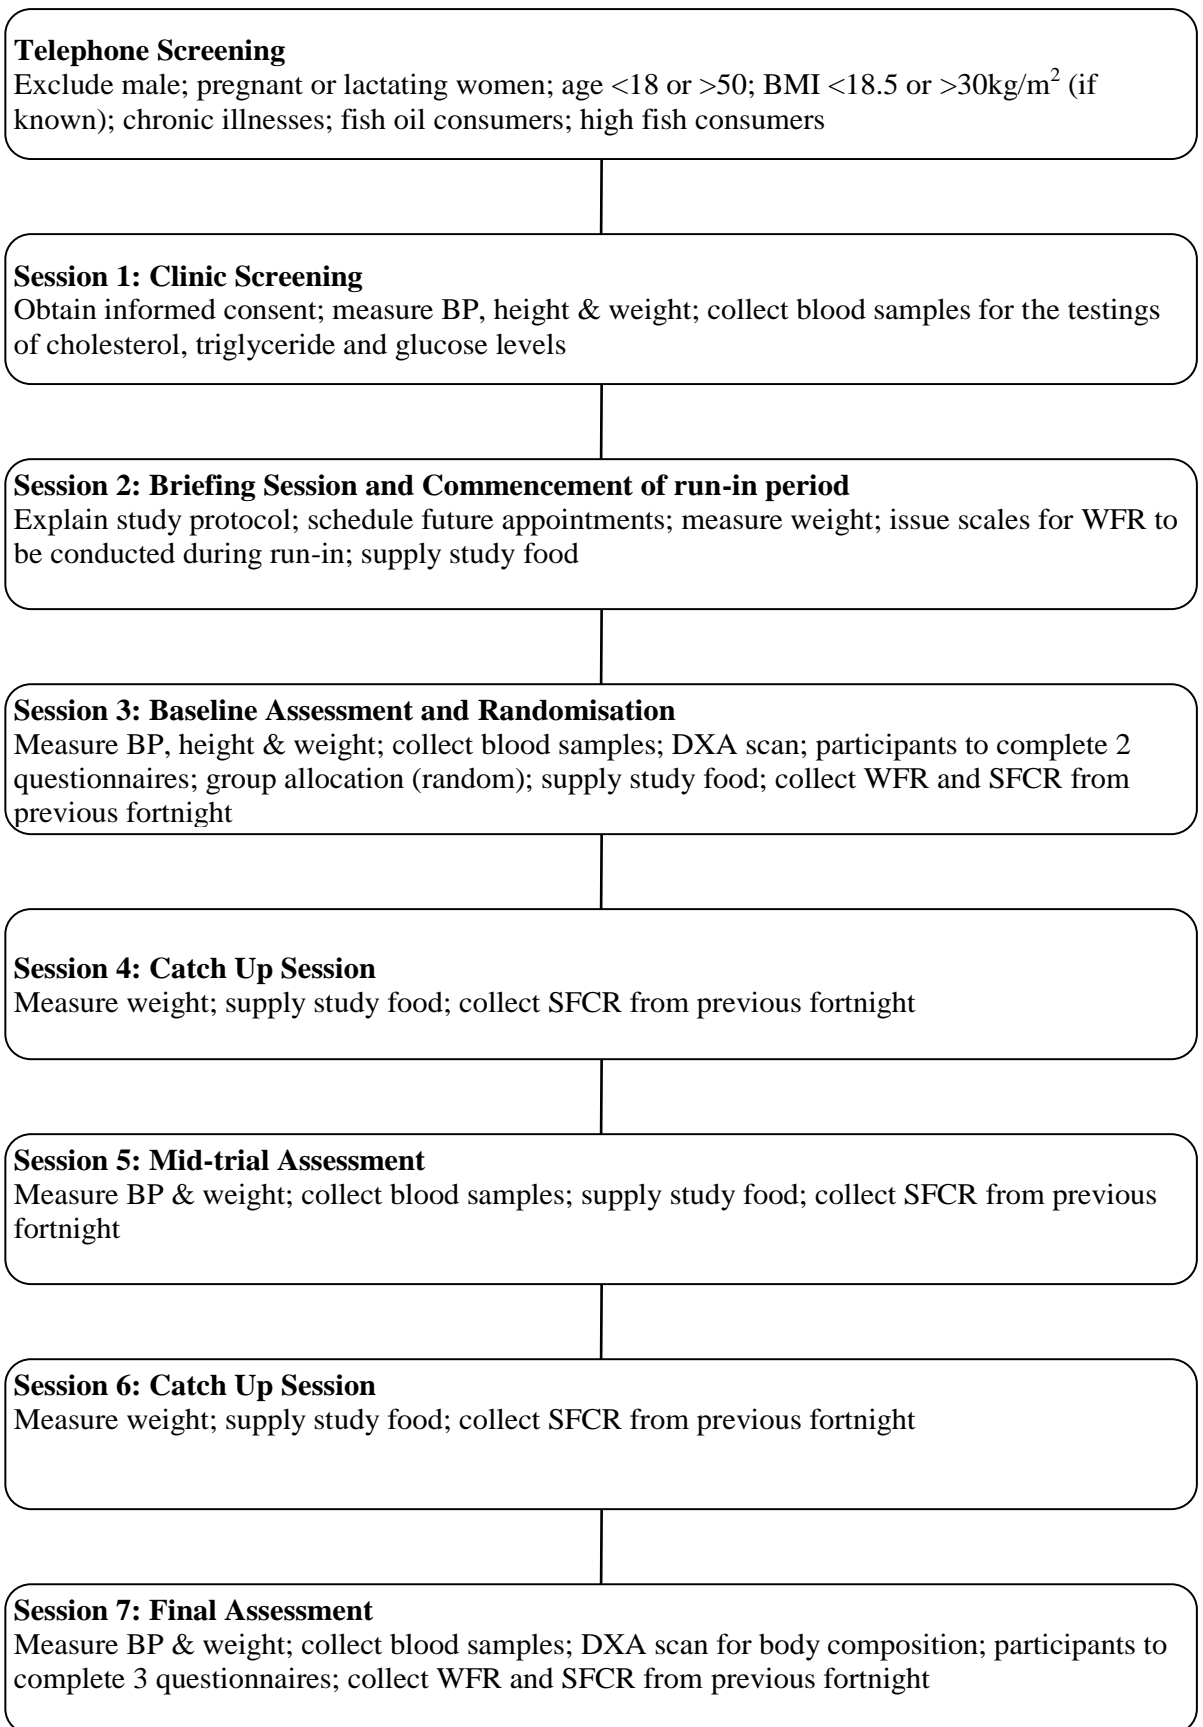 Telephone Screening
Exclude male; pregnant or lactating women; age <18 or >50; BMI <18.5 or >30kg/m² (if
known); chronic illnesses; fish oil consumers; high fish consumers
Session 1: Clinic Screening
Obtain informed consent; measure BP, height & weight; collect blood samples for the testings
of cholesterol, triglyceride and glucose levels
Session 2: Briefing Session and Commencement of run-in period
Explain study protocol; schedule future appointments; measure weight; issue scales for WFR to
be conducted during run-in; supply study food
Session 3: Baseline Assessment and Randomisation
Measure BP, height & weight; collect blood samples; DXA scan; participants to complete 2
questionnaires; group allocation (random); supply study food; collect WFR and SFCR from
previous fortnight
Session 4: Catch Up Session
Measure weight; supply study food; collect SFCR from previous fortnight
Session 5: Mid-trial Assessment
Measure BP & weight; collect blood samples; supply study food; collect SFCR from previous
fortnight
Session 6: Catch Up Session
Measure weight; supply study food; collect SFCR from previous fortnight
Session 7: Final Assessment
Measure BP & weight; collect blood samples; DXA scan for body composition; participants to
complete 3 questionnaires; collect WFR and SFCR from previous fortnight